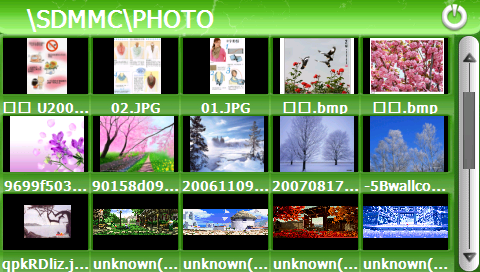 \SDMMC\PHOTO
□□ U200... 02.JPG 01.JPG □□.bmp □□.bmp
9699f503... 90158d09... 20061109... 20070817... -5Bwallco...
qpkRDliz.j... unknown(... unknown(... unknown(... unknown(...